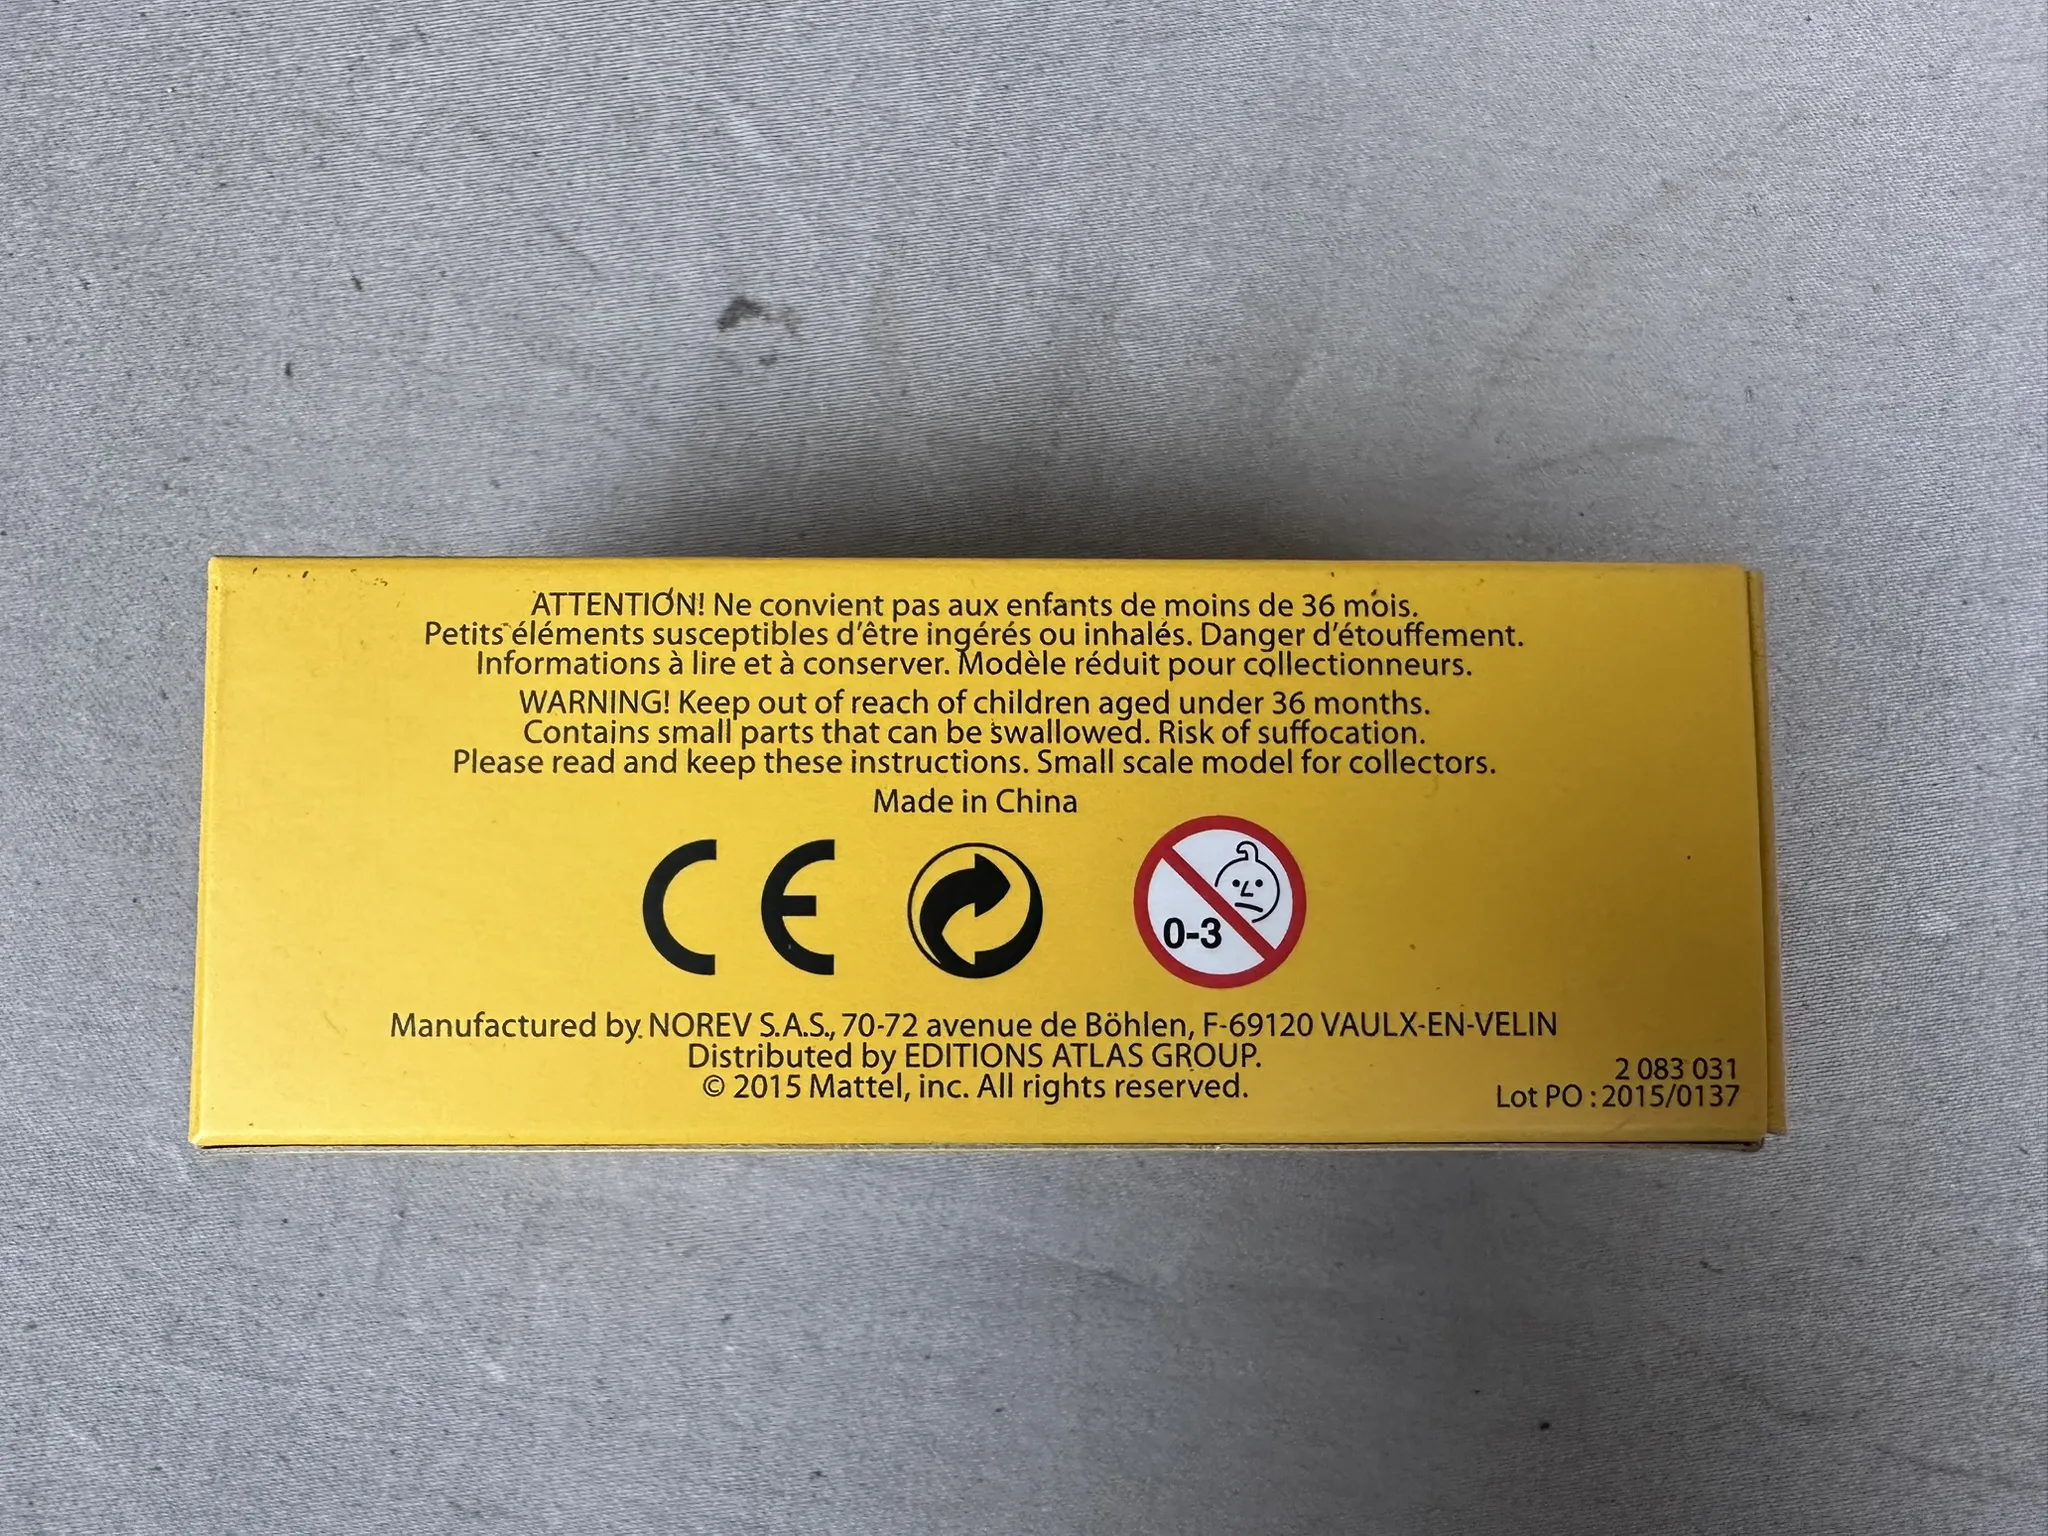 ATTENTION! Ne convient pas aux enfants de moins de 36 mois.
Petits éléments susceptibles d'être ingérés ou inhalés. Danger d'étouffement.
Informations à lire et à conserver. Modèle réduit pour collectionneurs.
WARNING! Keep out of reach of children aged under 36 months.
Contains small parts that can be swallowed. Risk of suffocation.
Please read and keep these instructions. Small scale model for collectors.
Made in China
CE
0-3
Manufactured by NOREV S.A.S., 70-72 avenue de Böhlen, F-69120 VAULX-EN-VELIN
Distributed by EDITIONS ATLAS GROUP.
© 2015 Mattel, inc. All rights reserved.
2 083 031
Lot PO : 2015/0137